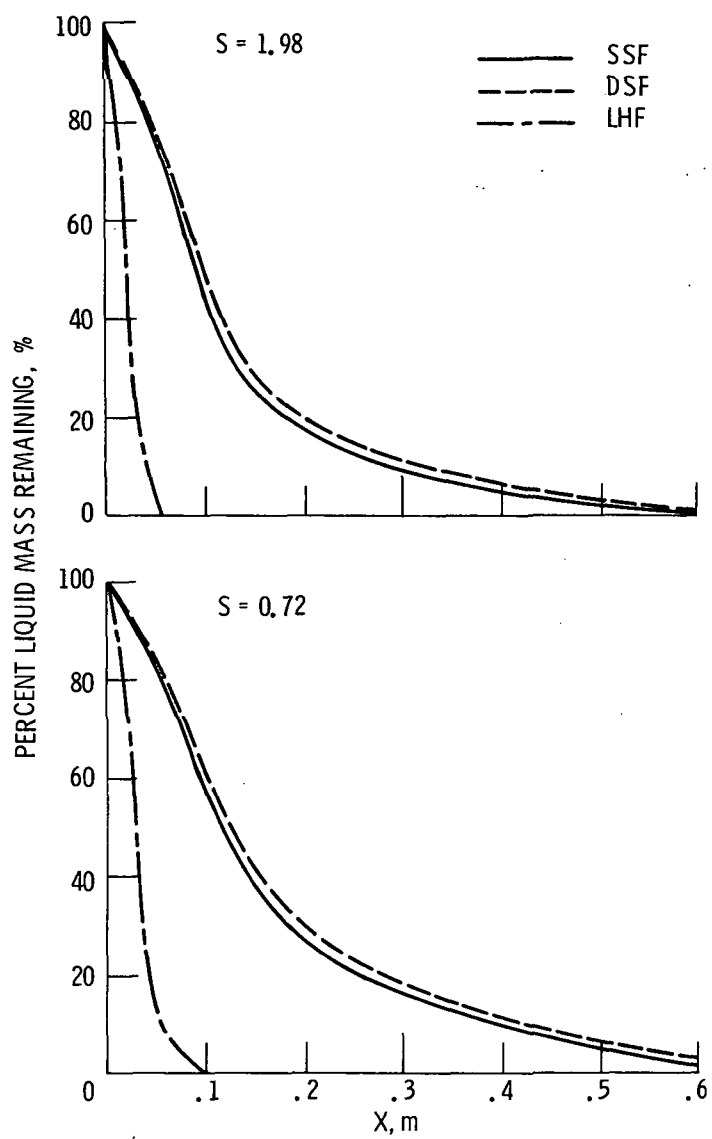 100
80
60
40
20
0
S = 1.98
SSF
DSF
LHF
PERCENT LIQUID MASS REMAINING, %
100
80
60
40
20
0
S = 0.72
.1
.2
.3
.4
.5
.6
X, m